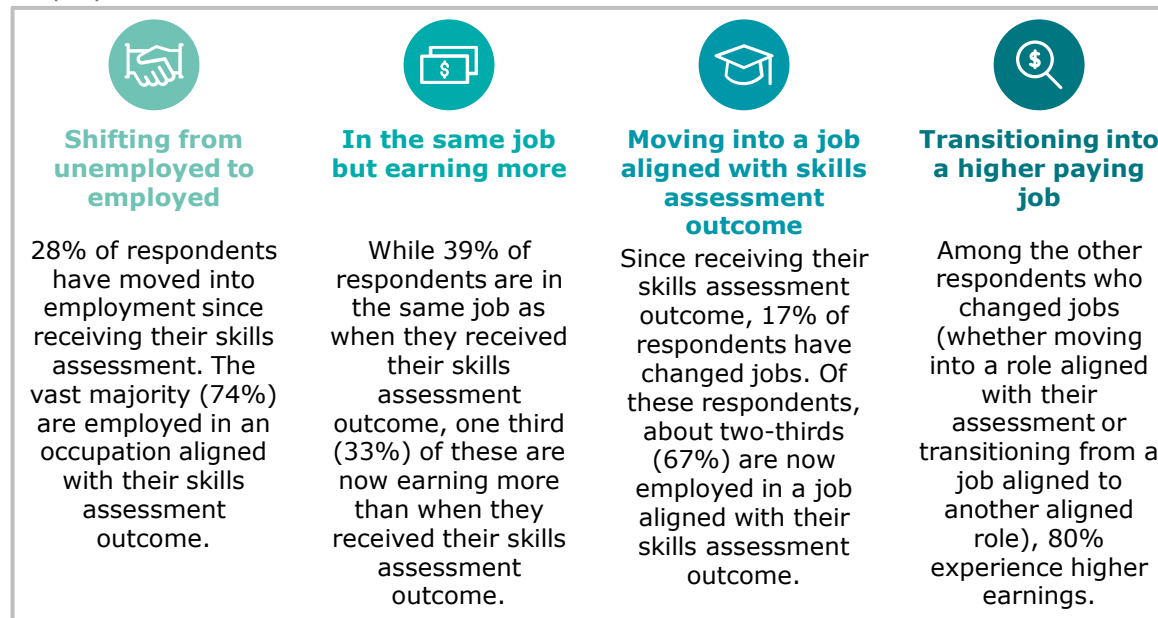 $
$
Shifting from
unemployed to
employed
28% of respondents
have moved into
employment since
receiving their skills
assessment. The
vast majority (74%)
are employed in an
occupation aligned
with their skills
assessment
outcome.
In the same job
but earning more
While 39% of
respondents are in
the same job as
when they received
their skills
assessment
outcome, one third
(33%) of these are
now earning more
than when they
received their skills
assessment
outcome.
Moving into a job
aligned with skills
assessment
outcome
Since receiving their
skills assessment
outcome, 17% of
respondents have
changed jobs. Of
these respondents,
about two-thirds
(67%) are now
employed in a job
aligned with their
skills assessment
outcome.
Transitioning into
a higher paying
job
Among the other
respondents who
changed jobs
(whether moving
into a role aligned
with their
assessment or
transitioning from a
job aligned to
another aligned
role), 80%
experience higher
earnings.